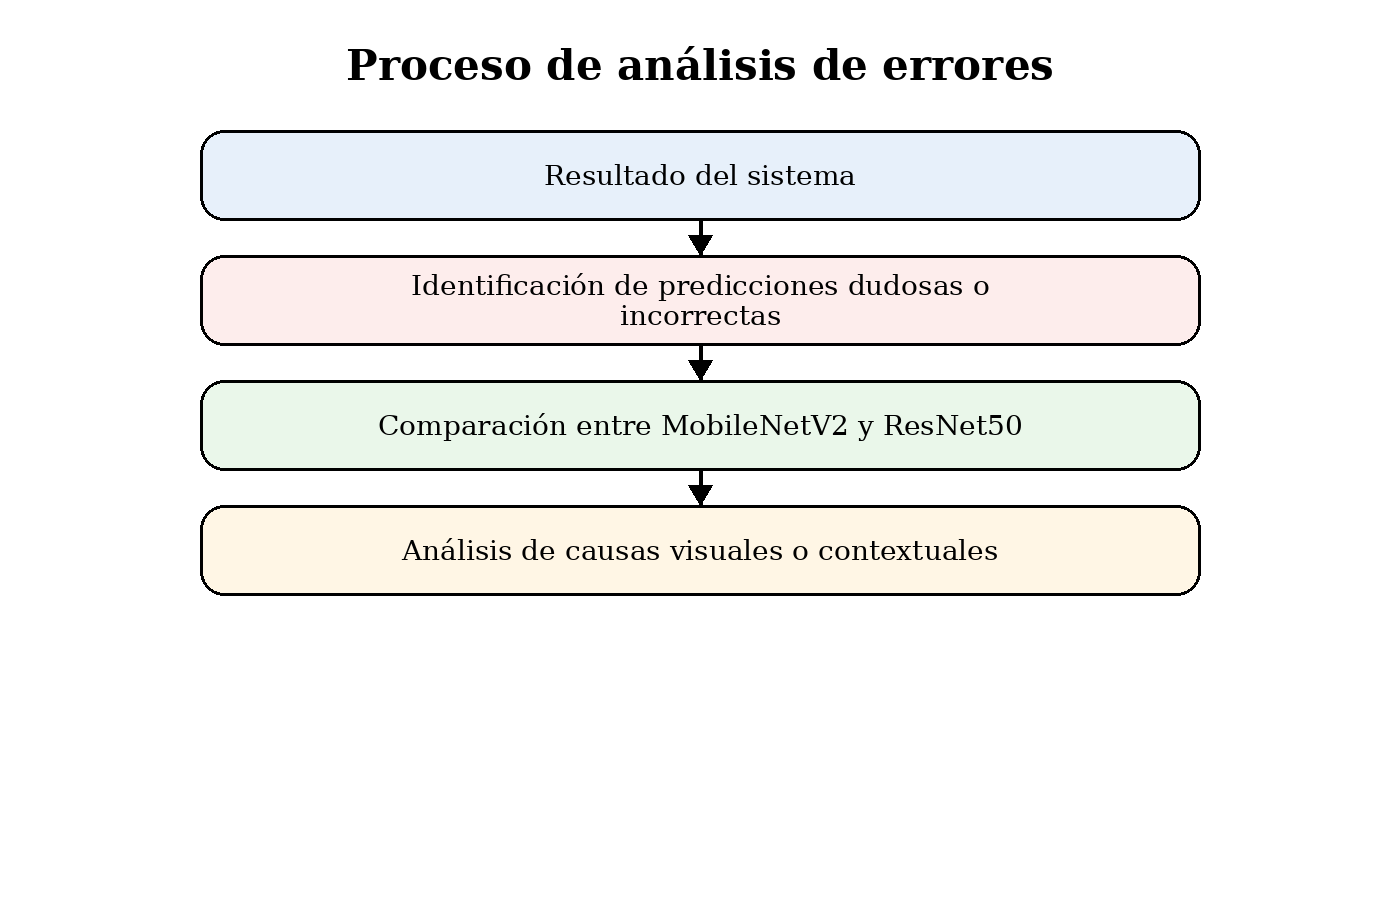 Proceso de análisis de errores
Resultado del sistema
Identificación de predicciones dudosas o
incorrectas
Comparación entre MobileNetV2 y ResNet50
Análisis de causas visuales o contextuales